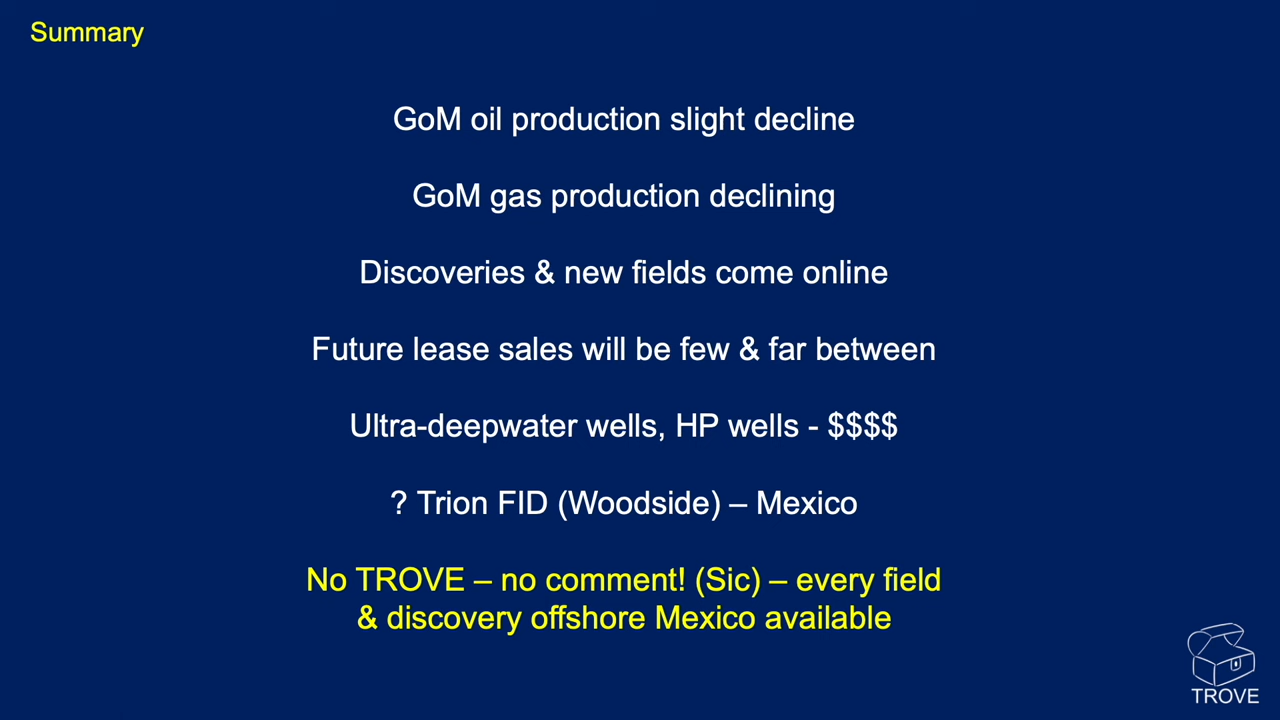 Summary
GoM oil production slight decline
GoM gas production declining
Discoveries & new fields come online
Future lease sales will be few & far between
Ultra-deepwater wells, HP wells - $$$$
? Trion FID (Woodside) – Mexico
No TROVE – no comment! (Sic) – every field
& discovery offshore Mexico available
TROVE